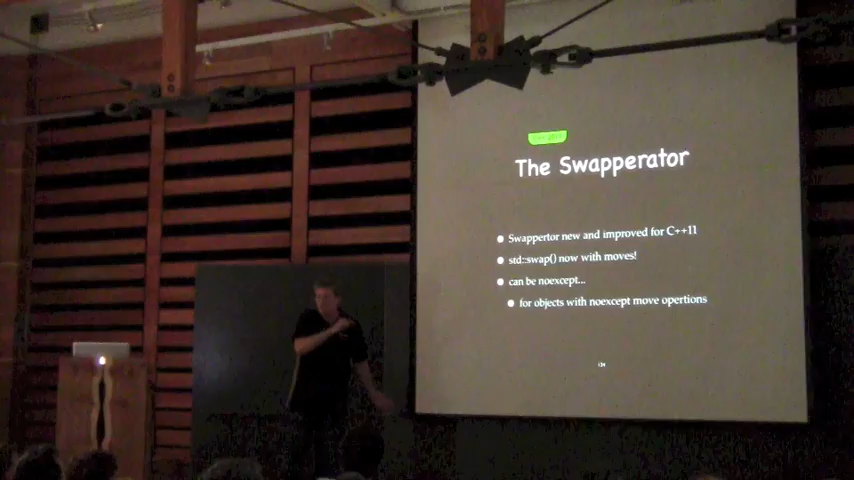 The Swapperator
Swappertor new and improved for C++11
std::swap() now with moves!
can be noexcept...
for objects with noexcept move opertions